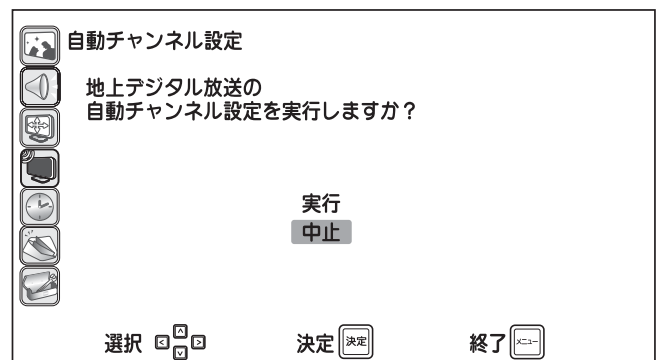 自動チャンネル設定
地上デジタル放送の
自動チャンネル設定を実行しますか？
実行
中止
選択 決定 決定 終了 メニュー